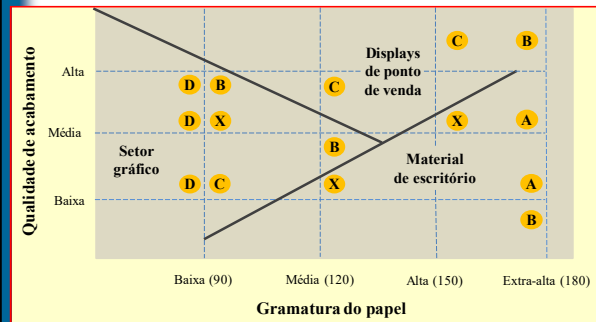 Qualidade de acabamento
Alta
Média
Baixa
Displays
de ponto
de venda
Setor
gráfico
Material
de escritório
C
B
D
B
C
D
X
X
A
B
D
C
X
A
B
Baixa (90)
Média (120)
Alta (150)
Extra-alta (180)
Gramatura do papel